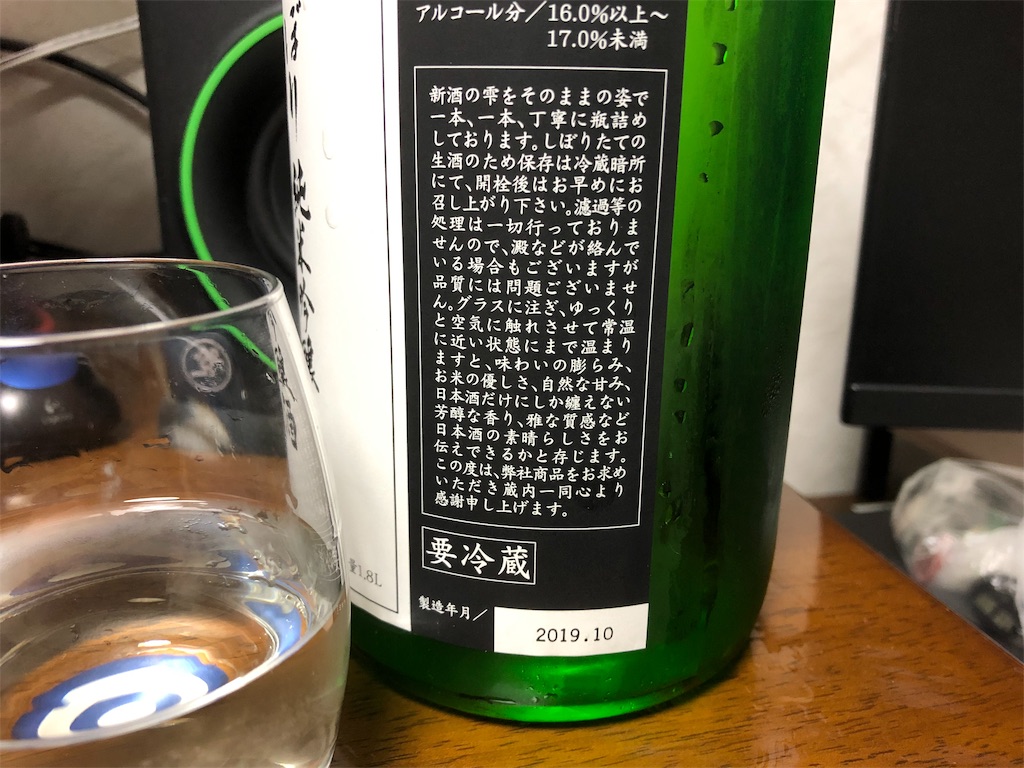 アルコール分／16.0%以上～
17.0%未満
新酒の雫をそのままの姿で
一本、一本、丁寧に瓶詰め
しております。しぼりたての
生酒のため保存は冷蔵暗所
にて、開栓後はお早めにお
召し上がり下さい。濾過等の
処理は一切行っておりま
せんので、澱などが絡んで
いる場合もございますが
品質には問題ございませ
ん。グラスに注ぎ、ゆっくり
と空気に触れさせて常温
に近い状態にまで温まり
ますと、味わいの膨らみ、
お米の優しさ、自然な甘み、
日本酒だけにしか纏えない
芳醇な香り、雅な質感など
日本酒の素晴らしさをお
伝えできるかと存じます。
この度は、弊社商品をお求め
いただき蔵内一同心より
感謝申し上げます。
要冷蔵
製造年月／
2019.10
純米吟醸
量1.8L